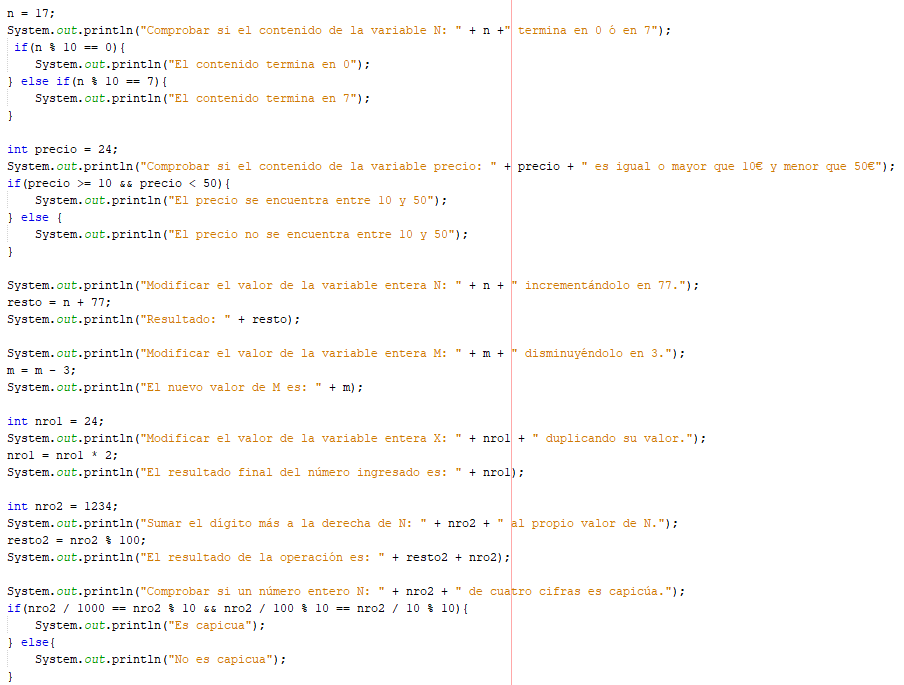 n = 17;
System.out.println("Comprobar si el contenido de la variable N: " + n +" termina en 0 ó en 7");
if(n % 10 == 0){
System.out.println("El contenido termina en 0");
} else if(n % 10 == 7){
System.out.println("El contenido termina en 7");
}
int precio = 24;
System.out.println("Comprobar si el contenido de la variable precio: " + precio + " es igual o mayor que 10€ y menor que 50€");
if(precio >= 10 && precio < 50){
System.out.println("El precio se encuentra entre 10 y 50");
} else {
System.out.println("El precio no se encuentra entre 10 y 50");
}
System.out.println("Modificar el valor de la variable entera N: " + n + " incrementándolo en 77.");
resto = n + 77;
System.out.println("Resultado: " + resto);
System.out.println("Modificar el valor de la variable entera M: " + m + " disminuyéndolo en 3.");
m = m - 3;
System.out.println("El nuevo valor de M es: " + m);
int nro1 = 24;
System.out.println("Modificar el valor de la variable entera X: " + nro1 + " duplicando su valor.");
nro1 = nro1 * 2;
System.out.println("El resultado final del número ingresado es: " + nro1);
int nro2 = 1234;
System.out.println("Sumar el dígito más a la derecha de N: " + nro2 + " al propio valor de N.");
resto2 = nro2 % 100;
System.out.println("El resultado de la operación es: " + resto2 + nro2);
System.out.println("Comprobar si un número entero N: " + nro2 + " de cuatro cifras es capicúa.");
if(nro2 / 1000 == nro2 % 10 && nro2 / 100 % 10 == nro2 / 10 % 10){
System.out.println("Es capicua");
} else{
System.out.println("No es capicua");
}